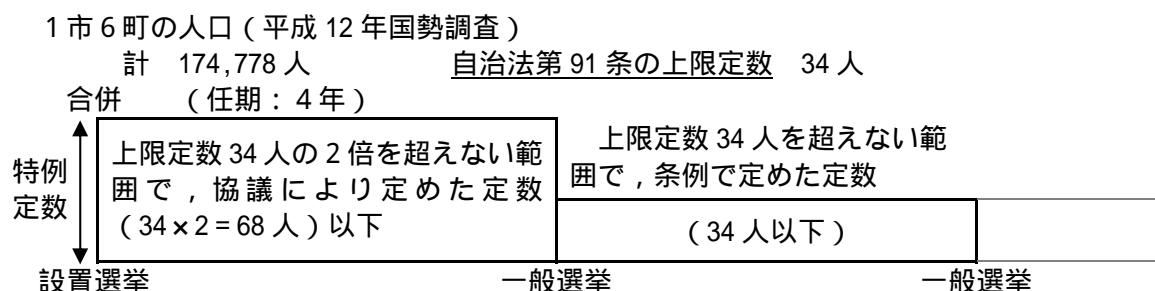 1市6町の人口(平成12年国勢調査)
計 174,778人 自治法第91条の上限定数 34人
合併 (任期:4年)
特例
定数
上限定数34人の2倍を超えない範
囲で,協議により定めた定数
(34×2=68人)以下
上限定数34人を超えない範
囲で,条例で定めた定数
(34人以下)
設置選挙 一般選挙 一般選挙